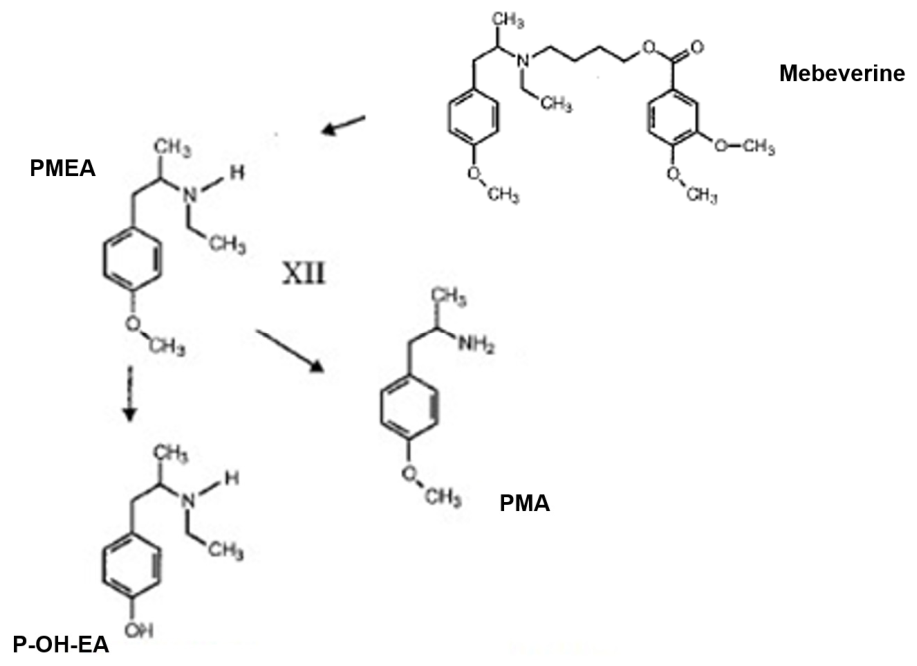 CH₃
O
O
N
Mebeverine
CH₃
O
CH₃
O
CH₃
O
CH₃
PMEA
CH₃
H
N
CH₃
O
CH₃
XII
CH₃
NH₂
O
CH₃
PMA
CH₃
H
N
CH₃
OH
P-OH-EA